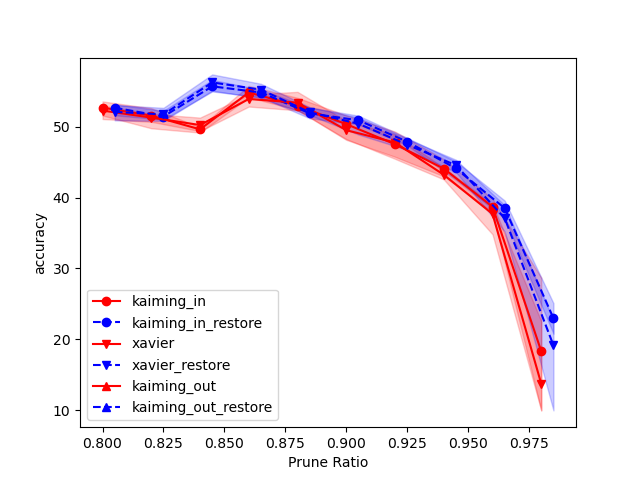 50
40
30
20
10
accuracy
kaiming_in
kaiming_in_restore
xavier
xavier_restore
kaiming_out
kaiming_out_restore
0.800 0.825 0.850 0.875 0.900 0.925 0.950 0.975
Prune Ratio